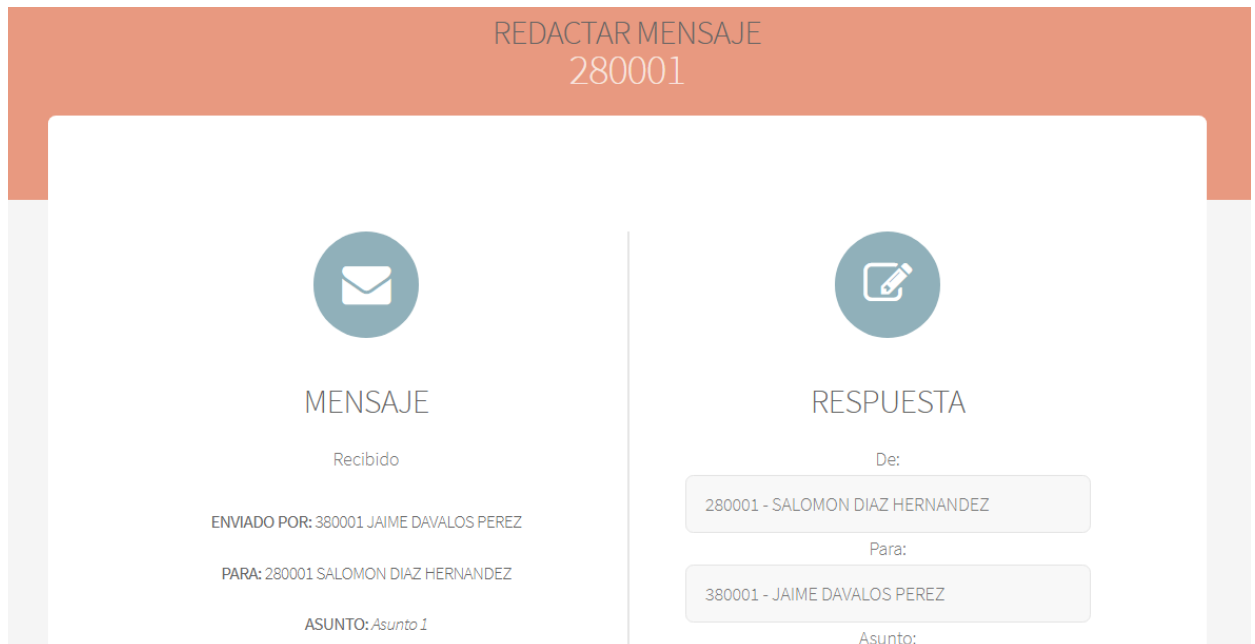 REDACTAR MENSAJE
280001
MENSAJE
Recibido
ENVIADO POR: 380001 JAIME DAVALOS PEREZ
PARA: 280001 SALOMON DIAZ HERNANDEZ
ASUNTO: Asunto 1
RESPUESTA
De:
280001 - SALOMON DIAZ HERNANDEZ
Para:
380001 - JAIME DAVALOS PEREZ
Asunto: